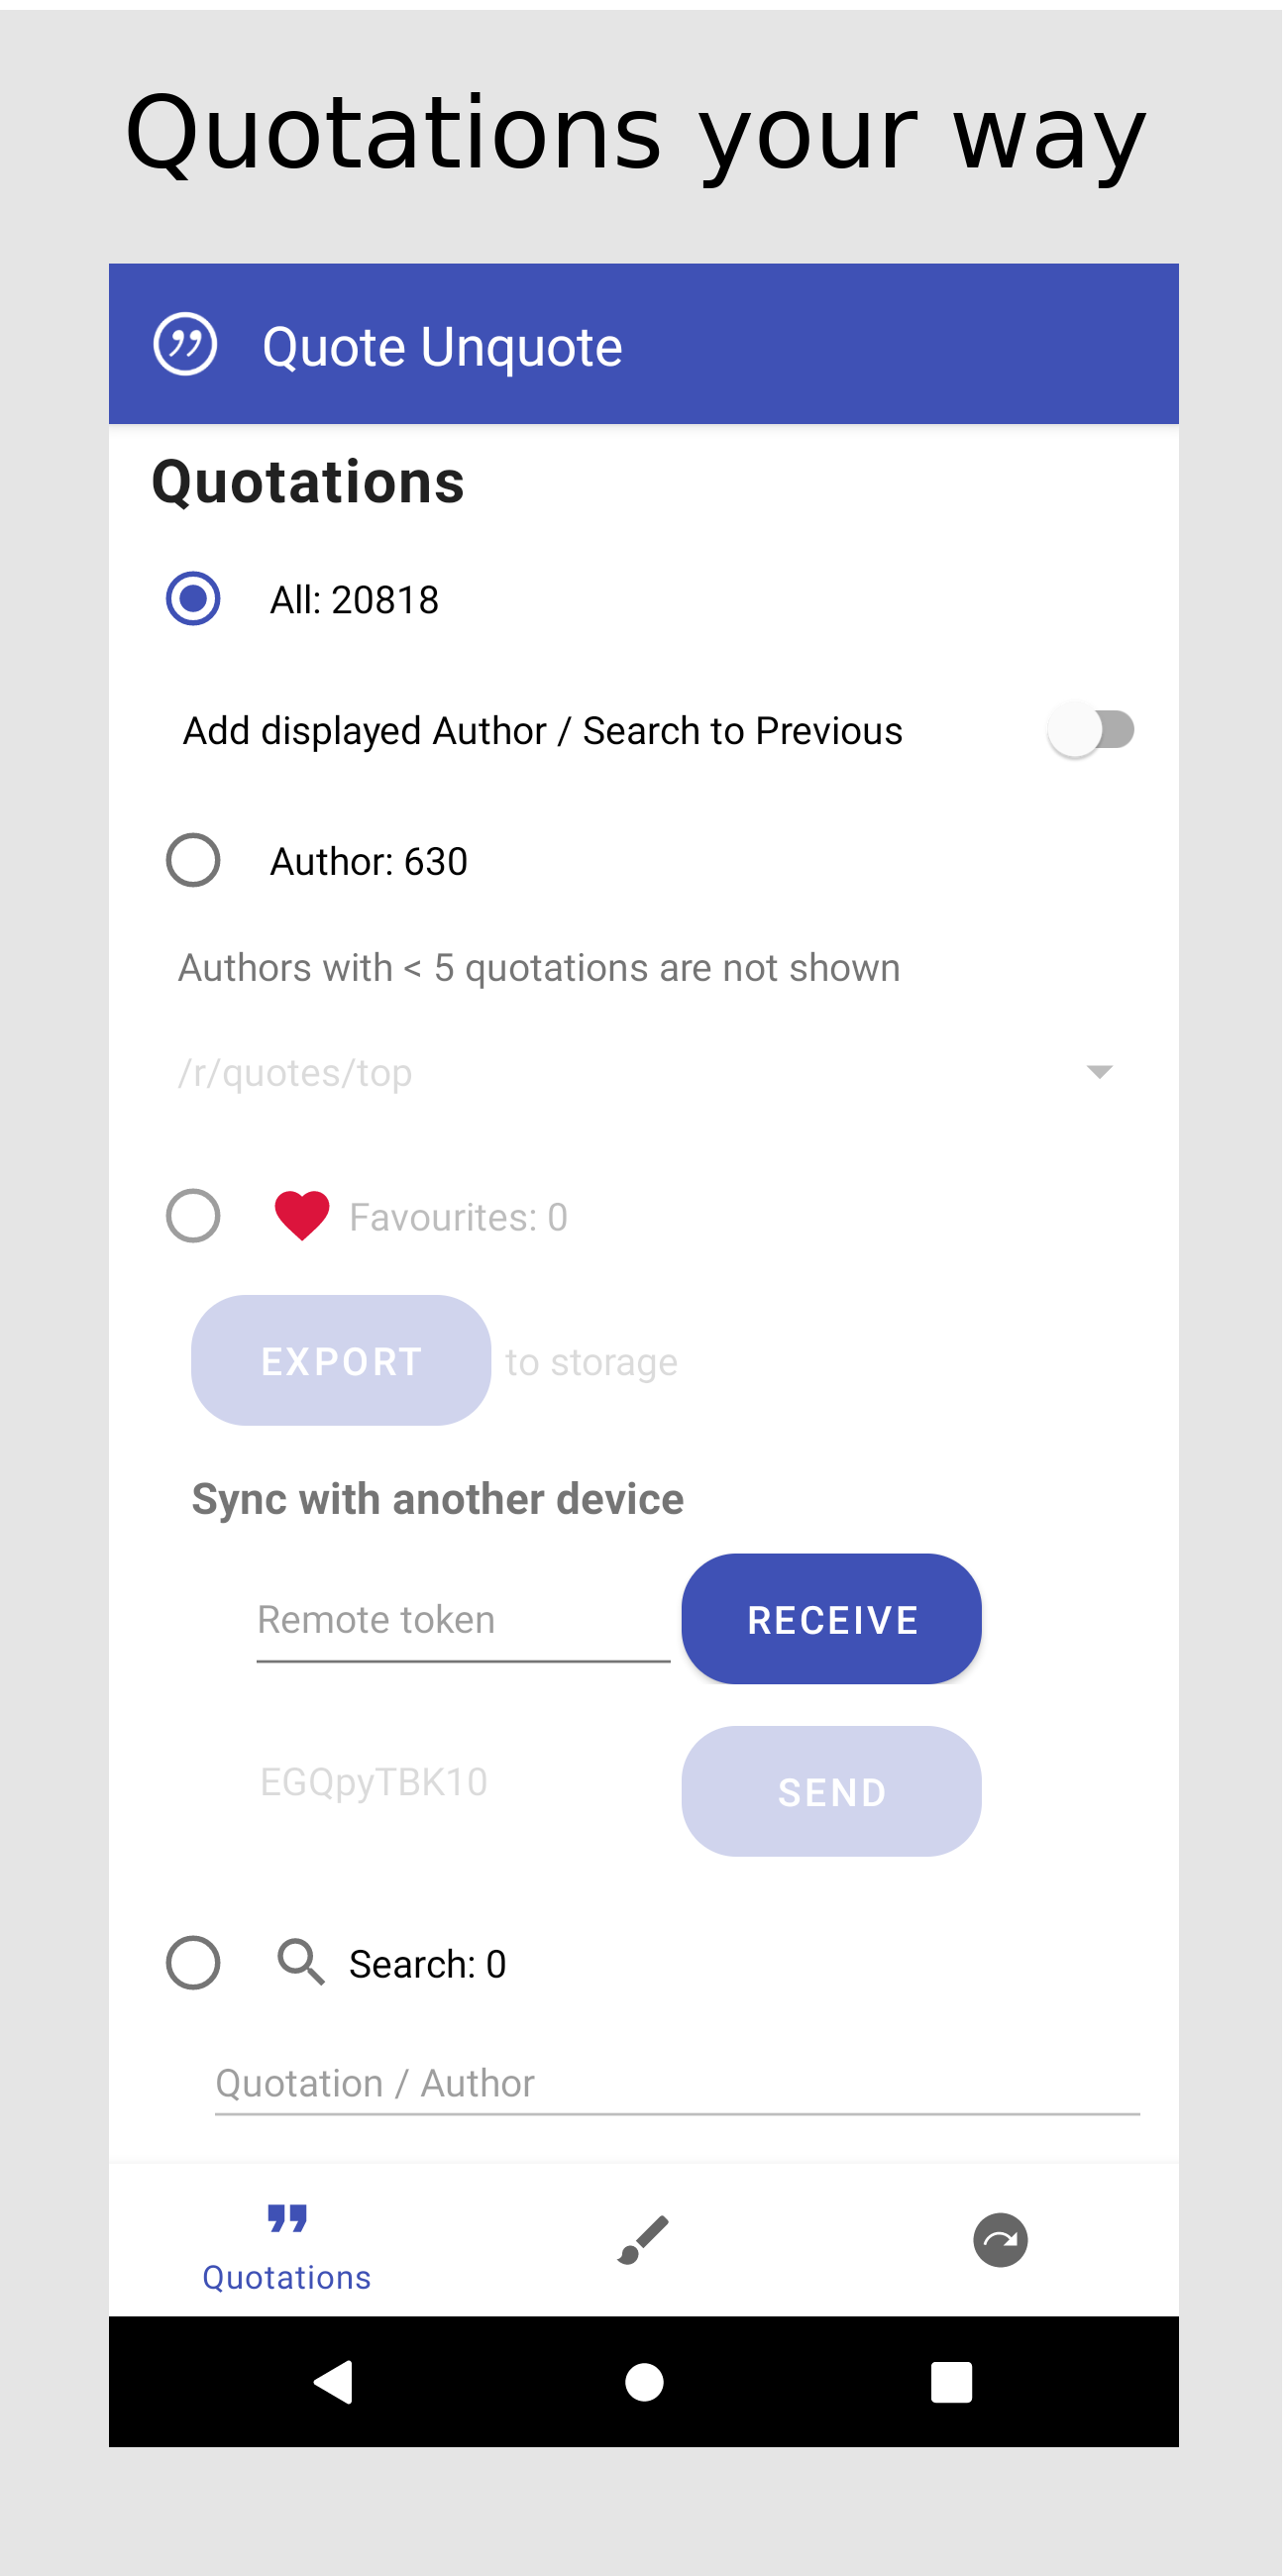 Quotations your way
Quote Unquote
Quotations
All: 20818
Add displayed Author / Search to Previous
Author: 630
Authors with < 5 quotations are not shown
/r/quotes/top
Favourites: 0
EXPORT to storage
Sync with another device
Remote token RECEIVE
EGQpyTBK10 SEND
Search: 0
Quotation / Author
Quotations